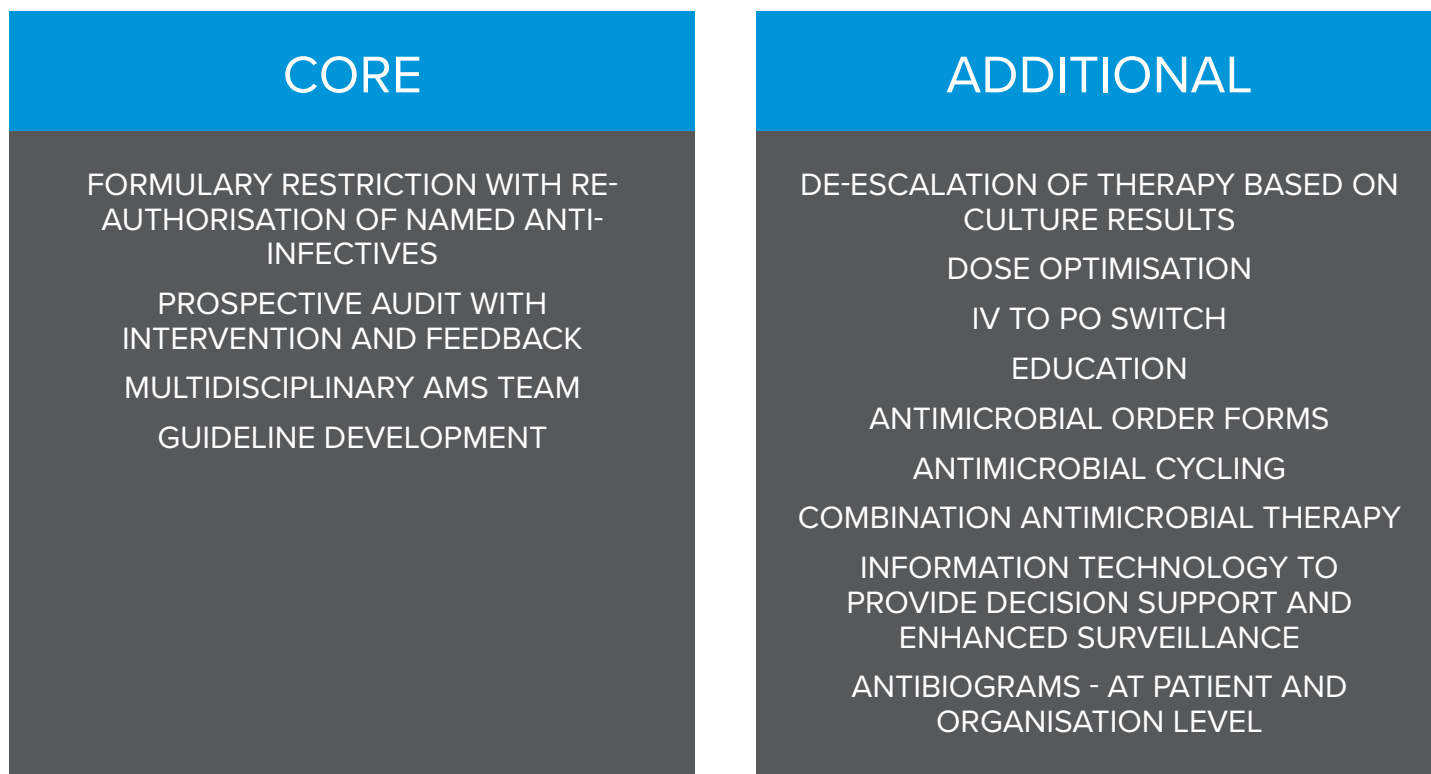 CORE
FORMULARY RESTRICTION WITH RE-
AUTHORISATION OF NAMED ANTI-
INFECTIVES
PROSPECTIVE AUDIT WITH
INTERVENTION AND FEEDBACK
MULTIDISCIPLINARY AMS TEAM
GUIDELINE DEVELOPMENT
ADDITIONAL
DE-ESCALATION OF THERAPY BASED ON
CULTURE RESULTS
DOSE OPTIMISATION
IV TO PO SWITCH
EDUCATION
ANTIMICROBIAL ORDER FORMS
ANTIMICROBIAL CYCLING
COMBINATION ANTIMICROBIAL THERAPY
INFORMATION TECHNOLOGY TO
PROVIDE DECISION SUPPORT AND
ENHANCED SURVEILLANCE
ANTIBIOGRAMS - AT PATIENT AND
ORGANISATION LEVEL